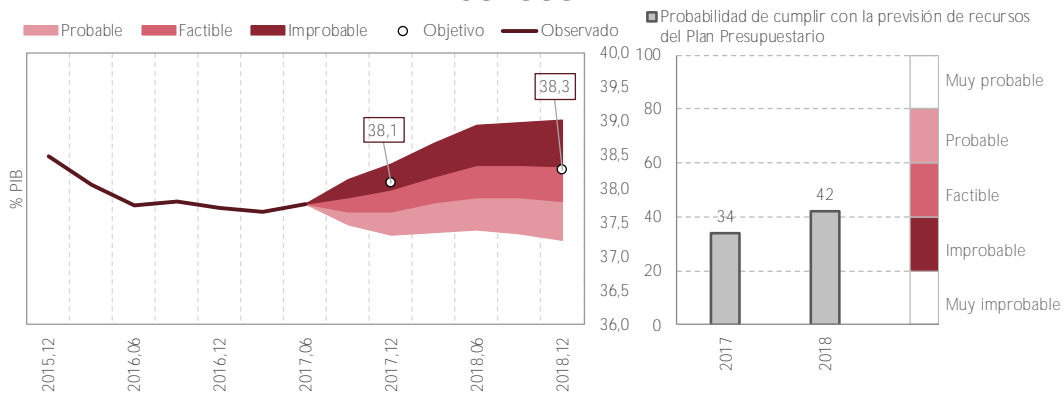 Probable
Factible
Improbable
Objetivo
Observado
% PIB
40,0
39,5
39,0
38,5
38,0
37,5
37,0
36,5
36,0
38,1
38,3
2015,12
2016,06
2016,12
2017,06
2017,12
2018,06
2018,12
Probabilidad de cumplir con la previsión de recursos
del Plan Presupuestario
100
80
60
40
20
0
34
42
2017
2018
Muy probable
Probable
Factible
Improbable
Muy improbable